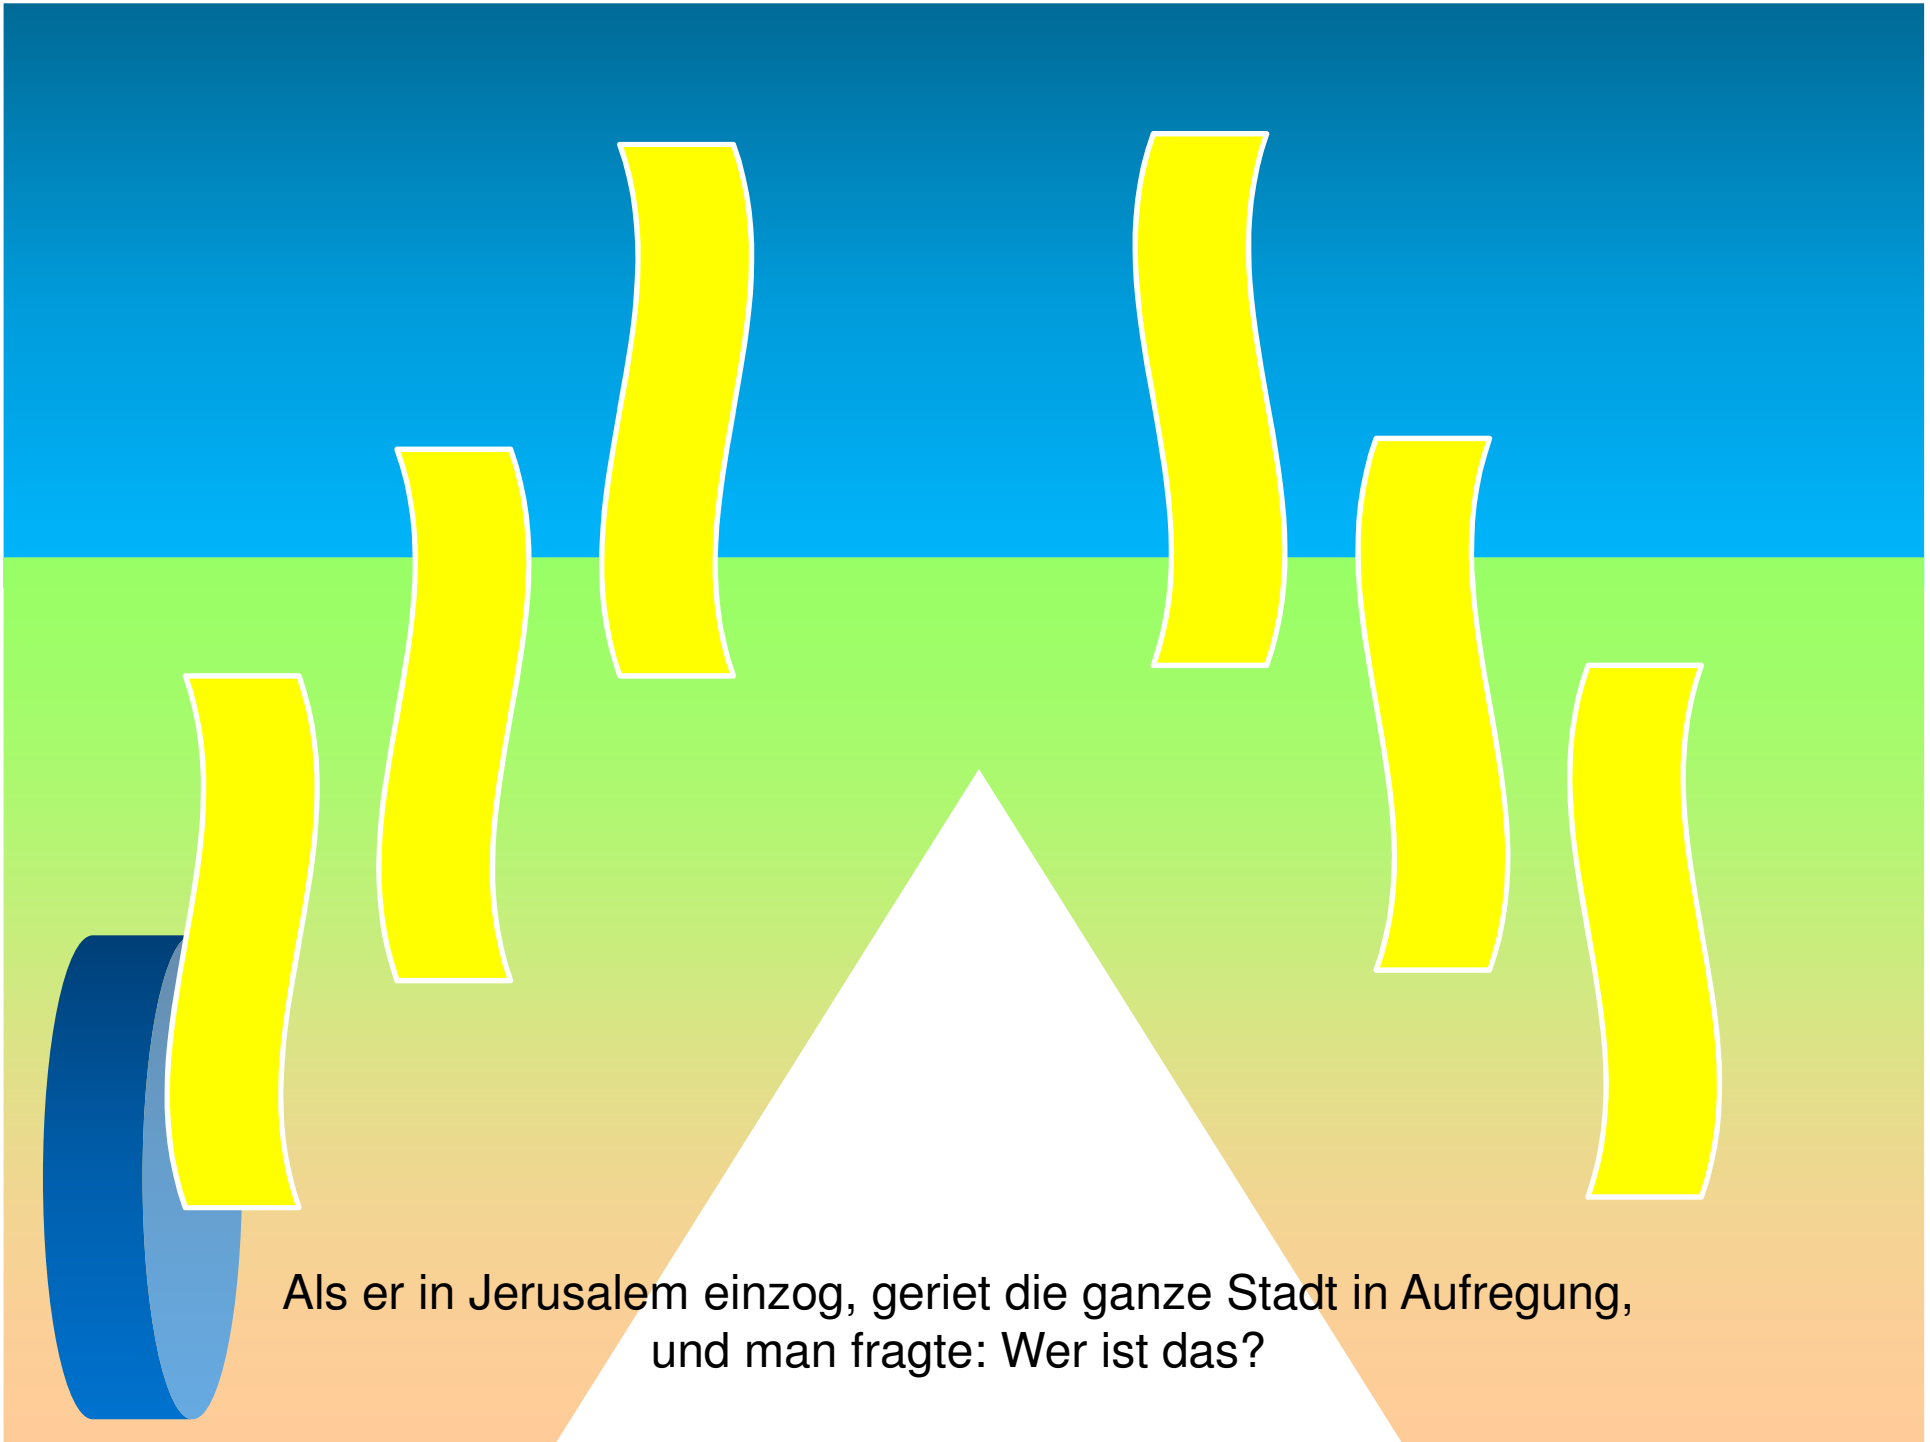 Als er in Jerusalem einzog, geriet die ganze Stadt in Aufregung,
und man fragte: Wer ist das?